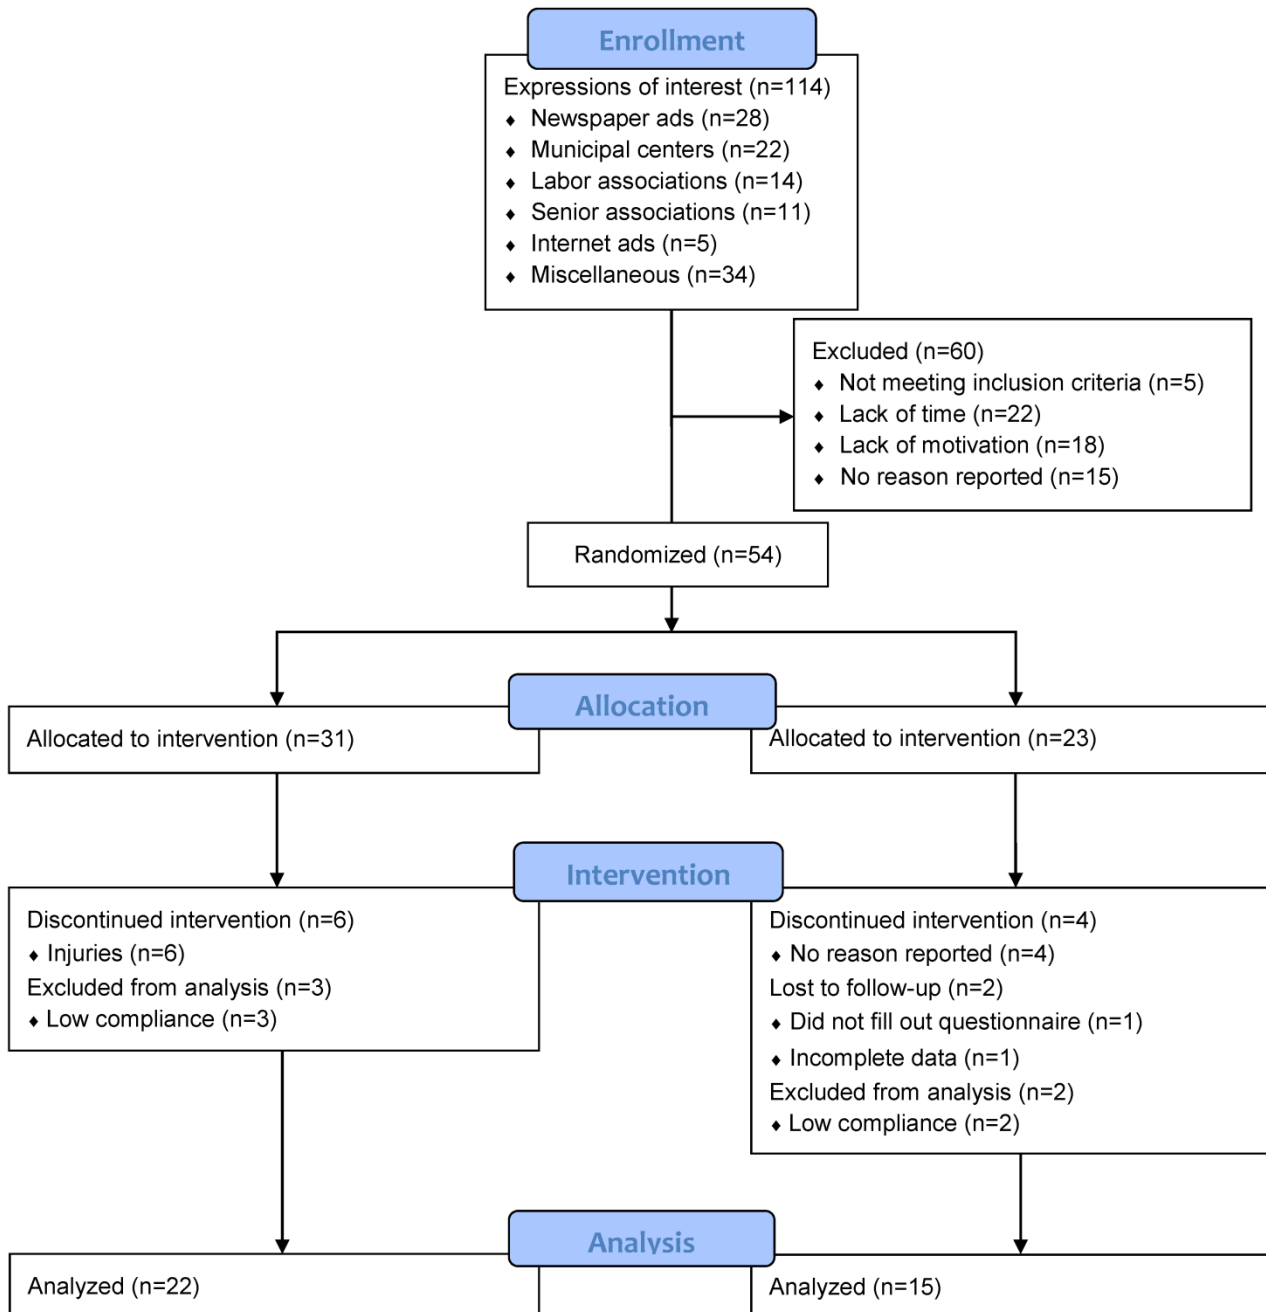 Enrollment
Expressions of interest (n=114)
♦ Newspaper ads (n=28)
♦ Municipal centers (n=22)
♦ Labor associations (n=14)
♦ Senior associations (n=11)
♦ Internet ads (n=5)
♦ Miscellaneous (n=34)
Excluded (n=60)
♦ Not meeting inclusion criteria (n=5)
♦ Lack of time (n=22)
♦ Lack of motivation (n=18)
♦ No reason reported (n=15)
Randomized (n=54)
Allocation
Allocated to intervention (n=31)
Allocated to intervention (n=23)
Intervention
Discontinued intervention (n=6)
♦ Injuries (n=6)
Excluded from analysis (n=3)
♦ Low compliance (n=3)
Discontinued intervention (n=4)
♦ No reason reported (n=4)
Lost to follow-up (n=2)
♦ Did not fill out questionnaire (n=1)
♦ Incomplete data (n=1)
Excluded from analysis (n=2)
♦ Low compliance (n=2)
Analysis
Analyzed (n=22)
Analyzed (n=15)